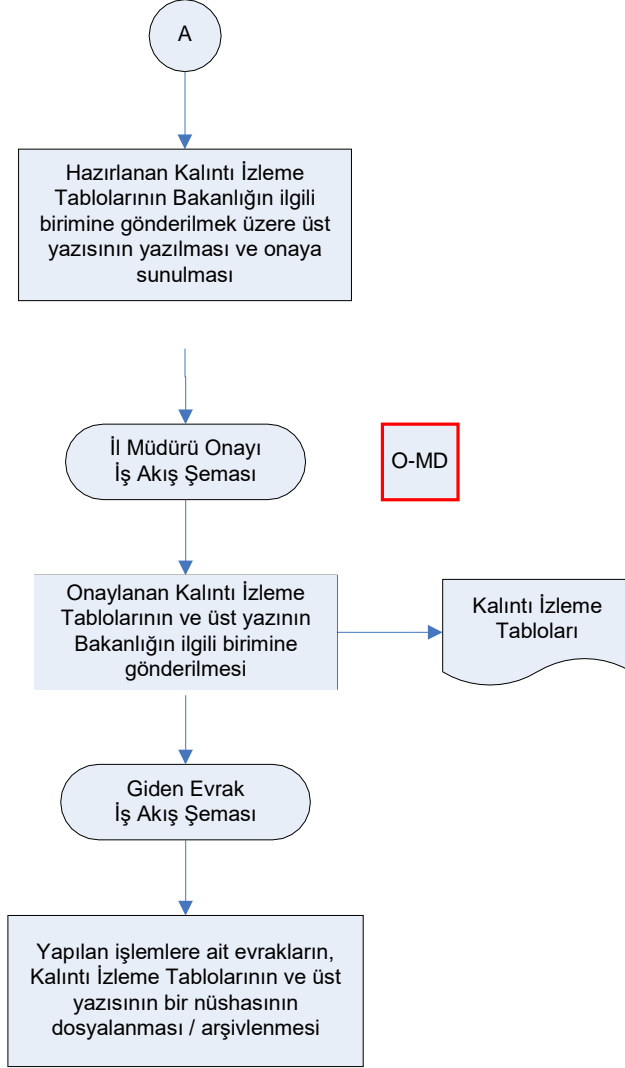 A
Hazırlanan Kalıntı İzleme
Tablolarının Bakanlığın ilgili
birimine gönderilmek üzere üst
yazısının yazılması ve onaya
sunulması
İl Müdürü Onayı
İş Akış Şeması
O-MD
Onaylanan Kalıntı İzleme
Tablolarının ve üst yazının
Bakanlığın ilgili birimine
gönderilmesi
Kalıntı İzleme
Tabloları
Giden Evrak
İş Akış Şeması
Yapılan işlemlere ait evrakların,
Kalıntı İzleme Tablolarının ve üst
yazısının bir nüshasının
dosyalanması / arşivlenmesi